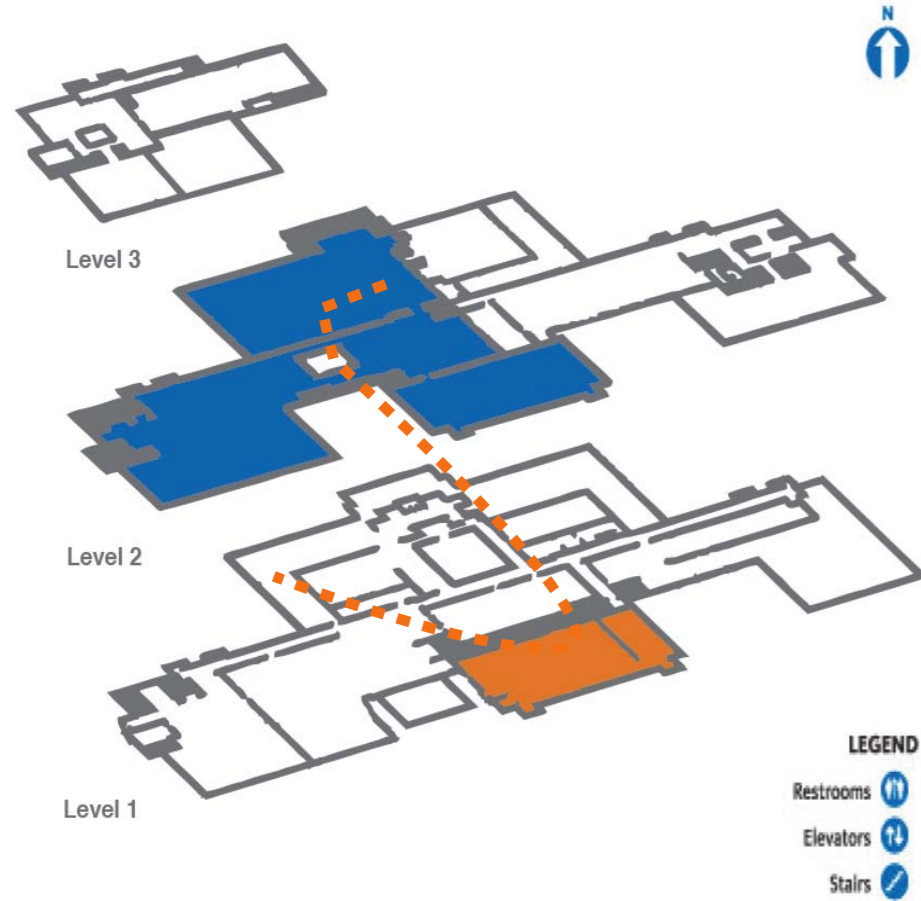 N
Level 3
Level 2
Level 1
LEGEND
Restrooms
Elevators
Stairs